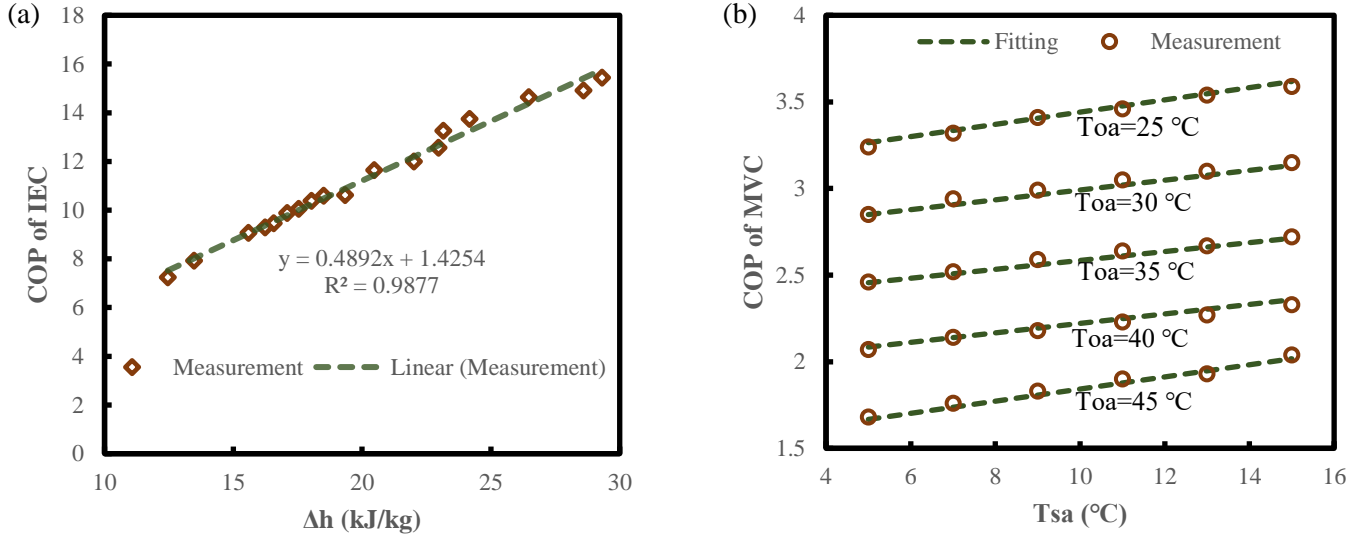 (a)
18
16
14
12
10
8
6
4
2
0
COP of IEC
y = 0.4892x + 1.4254
R² = 0.9877
Measurement
Linear (Measurement)
10
15
20
25
30
Δh (kJ/kg)
(b)
4
3.5
3
2.5
2
1.5
COP of MVC
Fitting
Measurement
Toa=25 ℃
Toa=30 ℃
Toa=35 ℃
Toa=40 ℃
Toa=45 ℃
4
6
8
10
12
14
16
Tsa (℃)